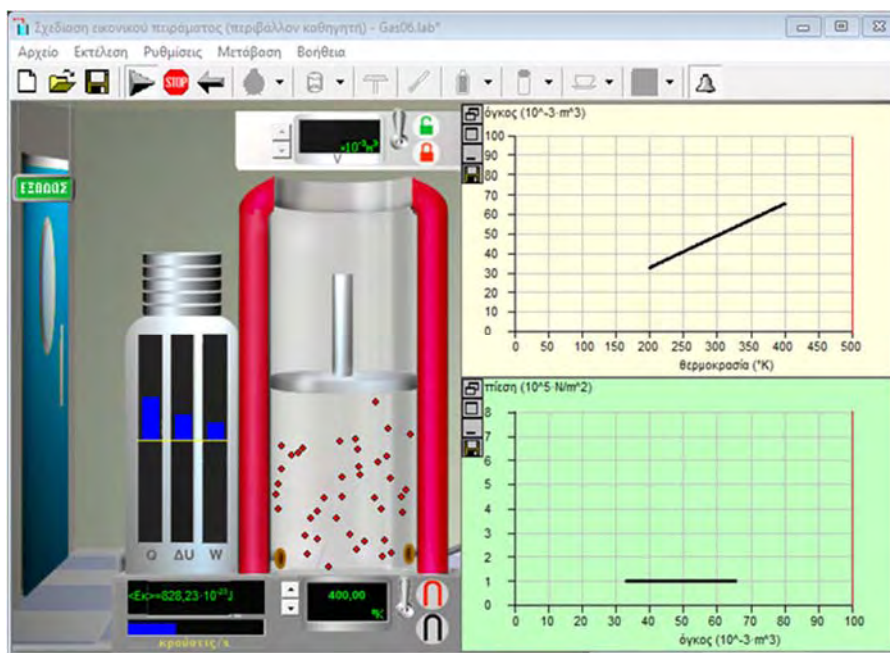 Σχεδίαση εικονικού πειράματος (περιβάλλον καθηγητή) - Gas06.lab*
Αρχείο Εκτέλεση Ρυθμίσεις Μετάβαση Βοήθεια
STOP
ΕΞΟΔΟΣ
×10^-3 m^3
V
όγκος (10^-3·m^3)
100
90
80
70
60
50
40
30
20
10
0
0 50 100 150 200 250 300 350 400 450 500
θερμοκρασία (°K)
πίεση (10^5·N/m^2)
8
7
6
5
4
3
2
1
0
0 10 20 30 40 50 60 70 80 90 100
όγκος (10^-3·m^3)
Q ΔU W
<Εκ>=828,23·10^-23 J
κρούσεις/s
400,00
°K